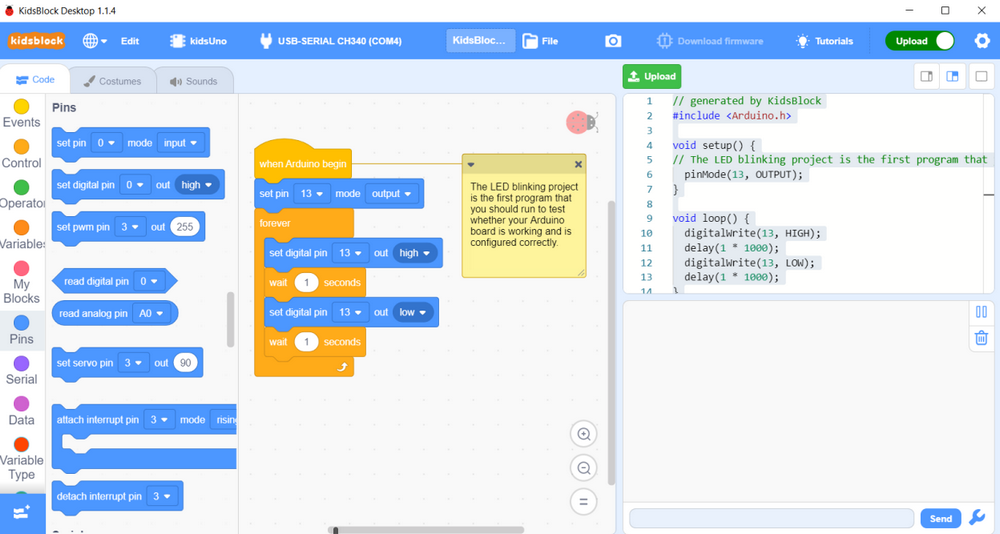 KidsBlock Desktop 1.1.4
kidsblock
Edit
kidsUno
USB-SERIAL CH340 (COM4)
KidsBloc...
File
Download firmware
Tutorials
Upload
Code
Costumes
Sounds
Upload
Events
Control
Operator
Variables
My
Blocks
Pins
Serial
Data
Variable
Type
Pins
set pin 0 mode input
set digital pin 0 out high
set pwm pin 3 out 255
read digital pin 0
read analog pin A0
set servo pin 3 out 90
attach interrupt pin 3 mode rising
detach interrupt pin 3
when Arduino begin
set pin 13 mode output
forever
set digital pin 13 out high
wait 1 seconds
set digital pin 13 out low
wait 1 seconds
The LED blinking project
is the first program that
you should run to test
whether your Arduino
board is working and is
configured correctly.
1 // generated by KidsBlock
2 #include <Arduino.h>
3
4 void setup() {
5 // The LED blinking project is the first program that
6 pinMode(13, OUTPUT);
7 }
8
9 void loop() {
10 digitalWrite(13, HIGH);
11 delay(1 * 1000);
12 digitalWrite(13, LOW);
13 delay(1 * 1000);
14 }
Send